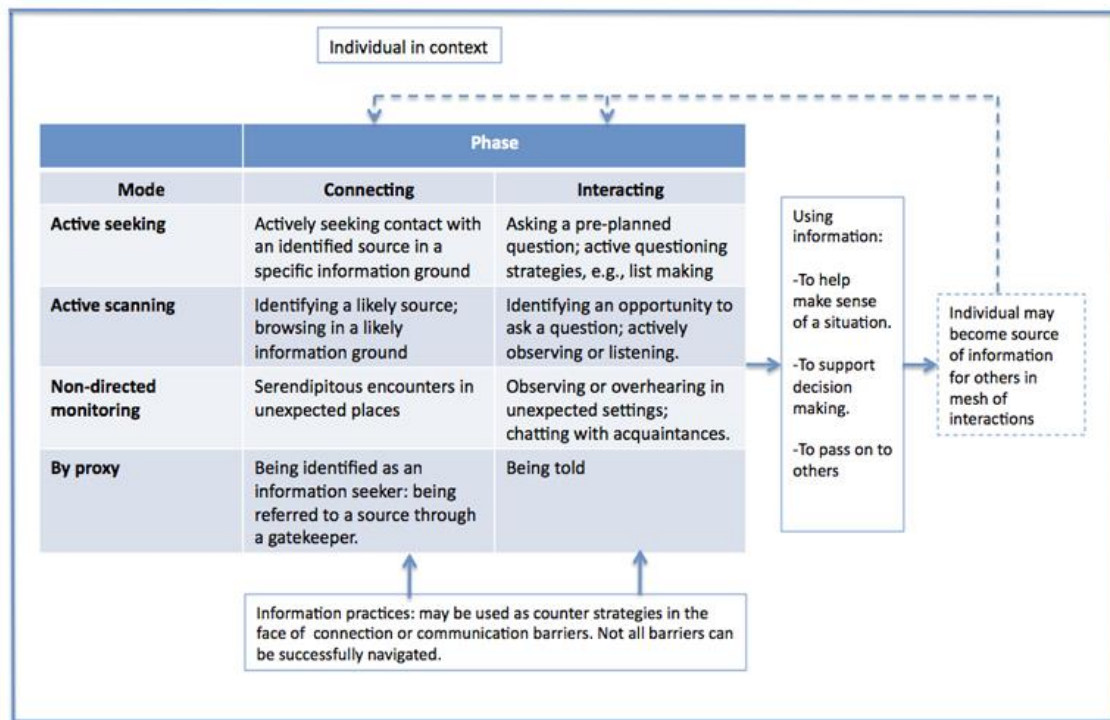 Individual in context
Phase
Mode
Connecting
Interacting
Active seeking
Actively seeking contact with
an identified source in a
specific information ground
Asking a pre-planned
question; active questioning
strategies, e.g., list making
Active scanning
Identifying a likely source;
browsing in a likely
information ground
Identifying an opportunity to
ask a question; actively
observing or listening.
Non-directed
monitoring
Serendipitous encounters in
unexpected places
Observing or overhearing in
unexpected settings;
chatting with acquaintances.
By proxy
Being identified as an
information seeker: being
referred to a source through
a gatekeeper.
Being told
Using
information:
-To help
make sense
of a situation.
-To support
decision
making.
-To pass on to
others
Individual may
become source
of information
for others in
mesh of
interactions
Information practices: may be used as counter strategies in the
face of connection or communication barriers. Not all barriers can
be successfully navigated.